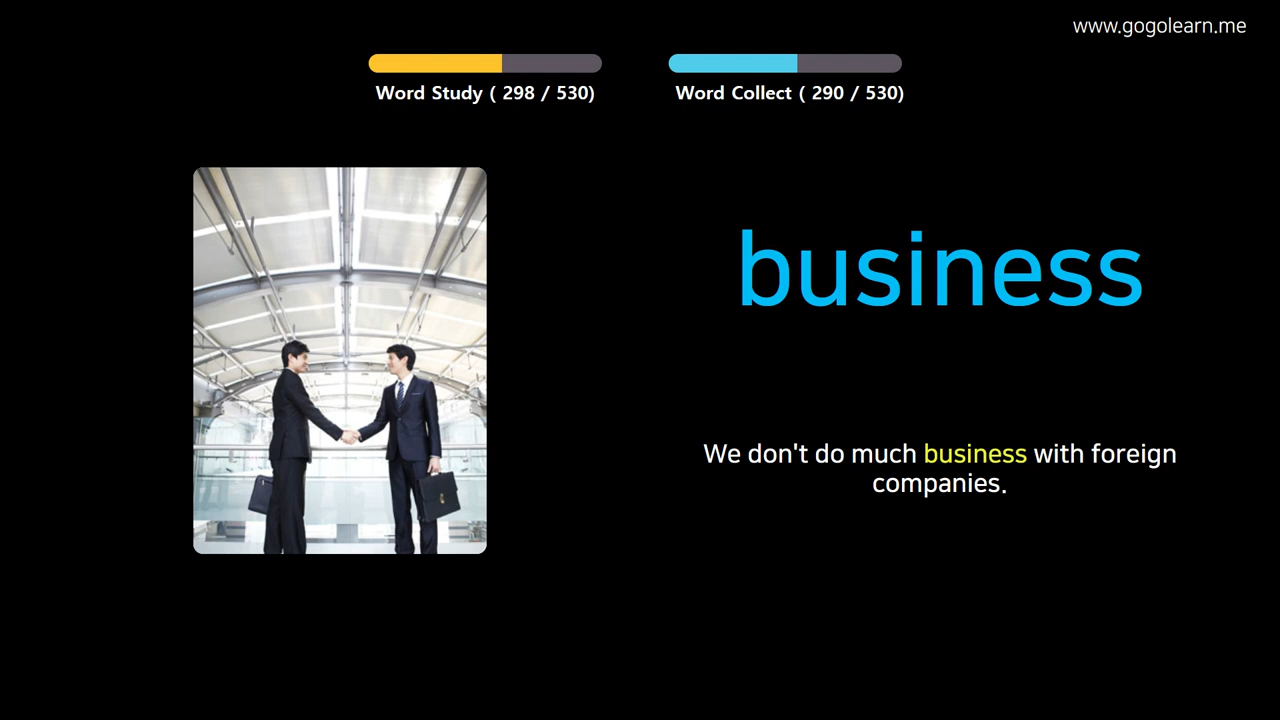 www.gogolearn.me
Word Study ( 298 / 530)
Word Collect ( 290 / 530)
business
We don't do much business with foreign
companies.